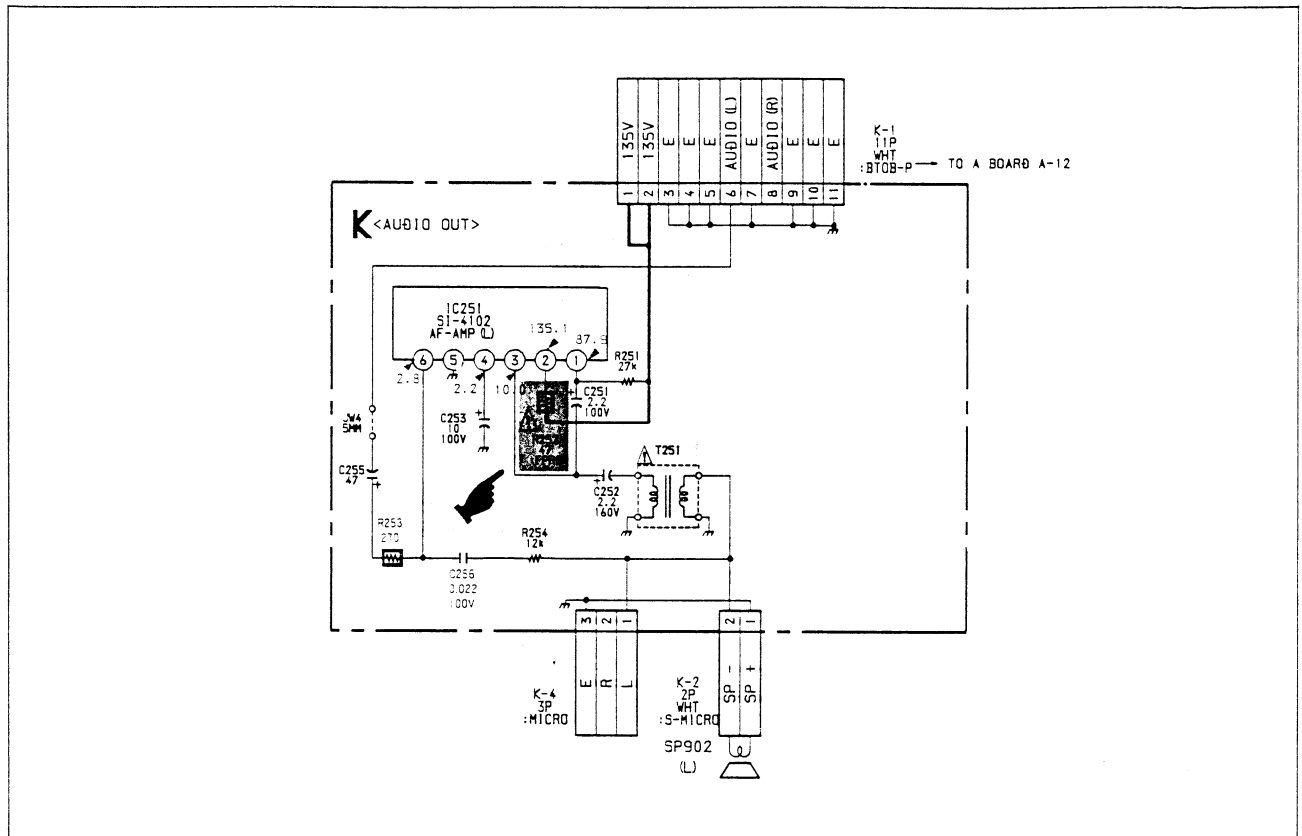 135V
135V
E
E
E
AUDIO (L)
E
AUDIO (R)
E
E
E
1
2
3
4
5
6
7
8
9
10
11
K-1
11P
WHT
:BTOB-P
TO A BOARD A-12
K <AUDIO OUT>
IC251
SI-4102
AF-AMP (L)
135.1
87.9
6
5
4
3
2
1
2.8
2.2
R251
27k
+
C251
2.2
100V
+
C253
10
100V
JW4
5MM
C255
47
+
T251
+
C252
2.2
160V
R253
270
R254
12k
C256
0.022
100V
3
2
1
E
R
L
K-4
3P
:MICRO
2
1
SP -
SP +
K-2
2P
WHT
:S-MICRO
SP902
(L)